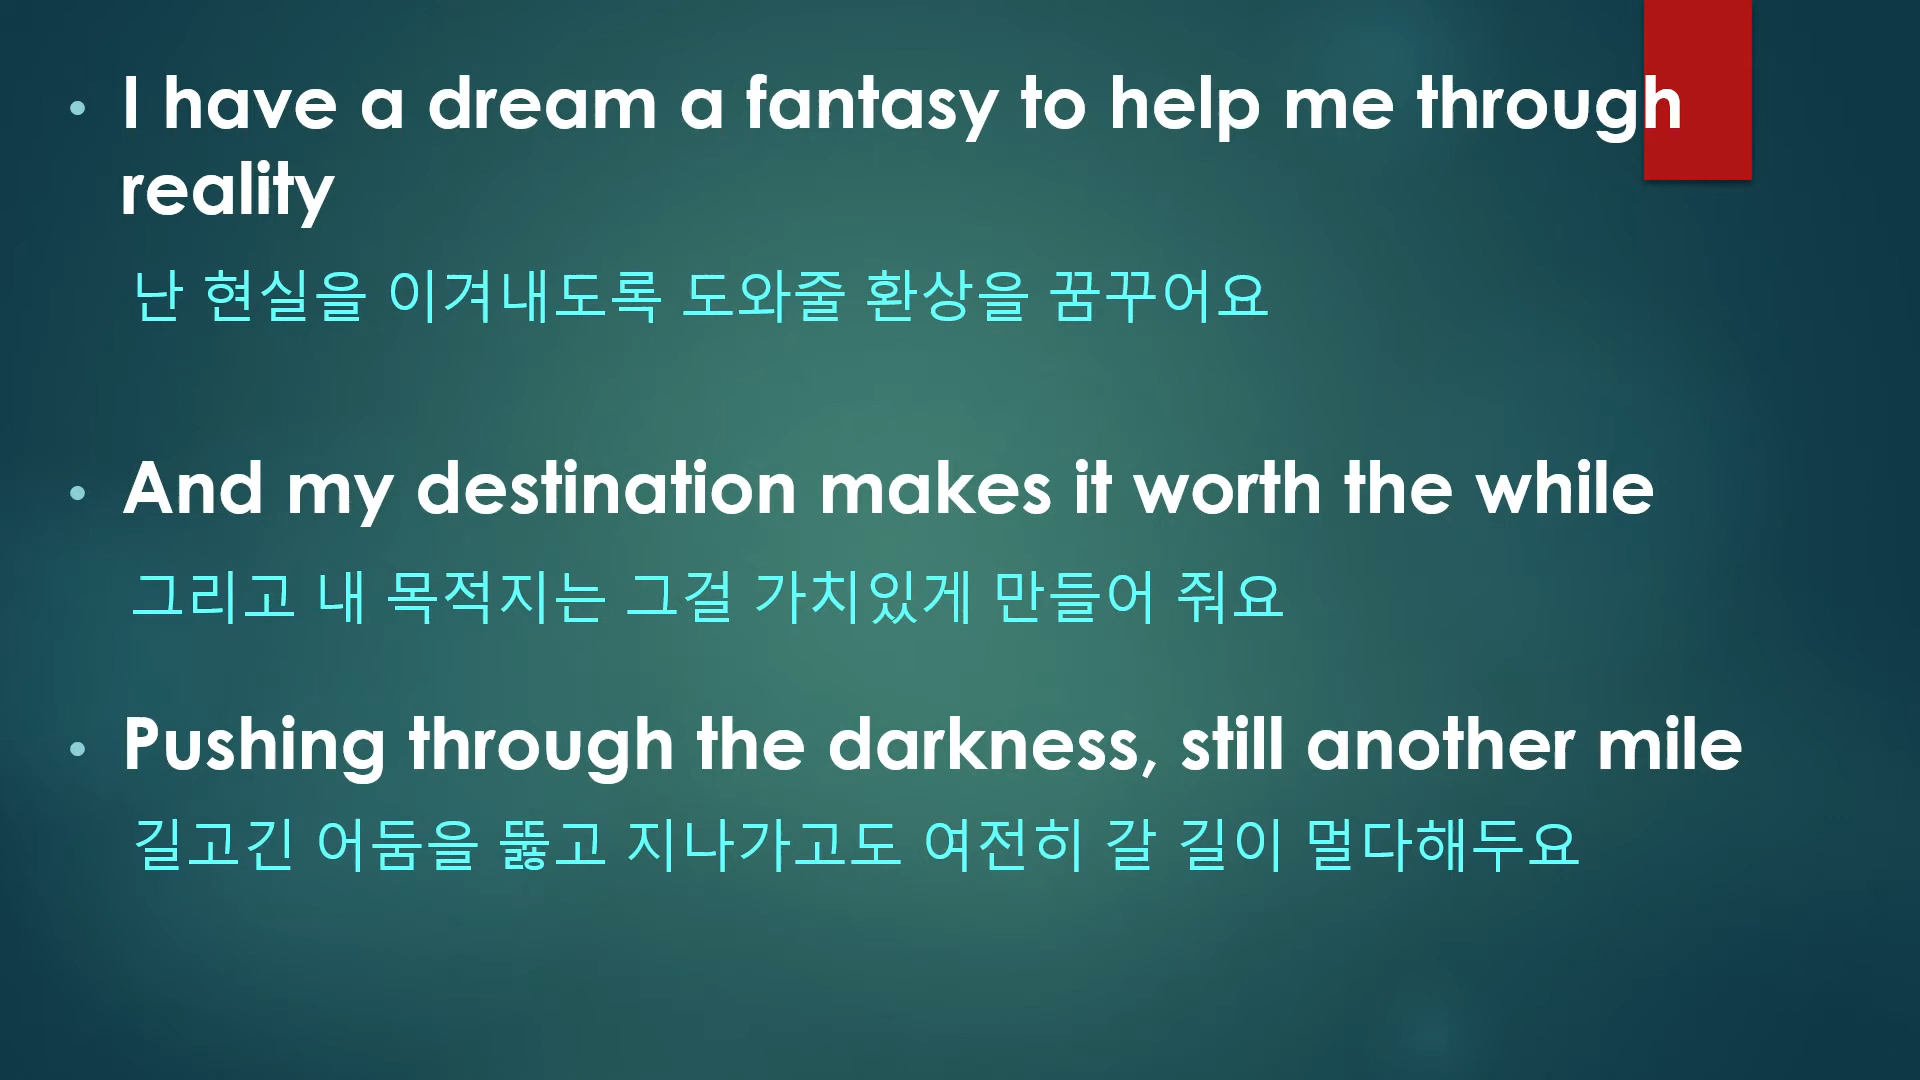 • I have a dream a fantasy to help me through
reality
난 현실을 이겨내도록 도와줄 환상을 꿈꾸어요
• And my destination makes it worth the while
그리고 내 목적지는 그걸 가치있게 만들어 줘요
• Pushing through the darkness, still another mile
길고긴 어둠을 뚫고 지나가고도 여전히 갈 길이 멀다해두요